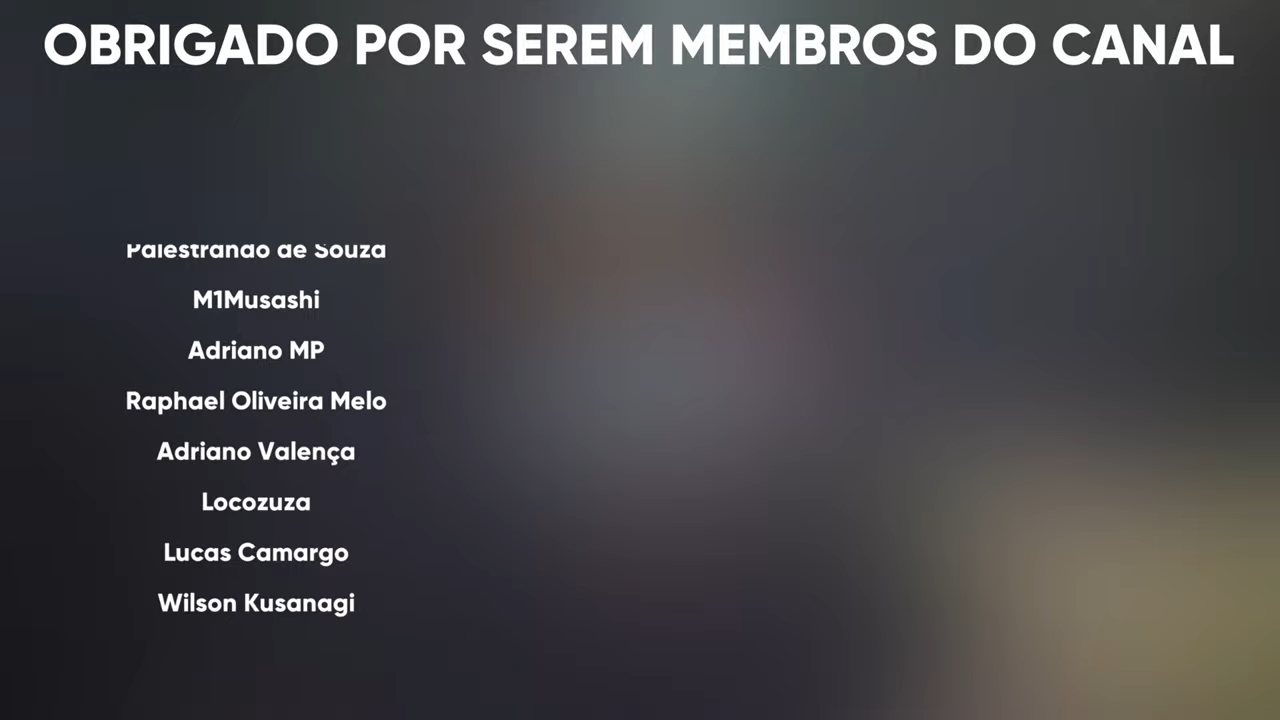 OBRIGADO POR SEREM MEMBROS DO CANAL
Palestrando de Souza
M1Musashi
Adriano MP
Raphael Oliveira Melo
Adriano Valença
Locozuza
Lucas Camargo
Wilson Kusanagi